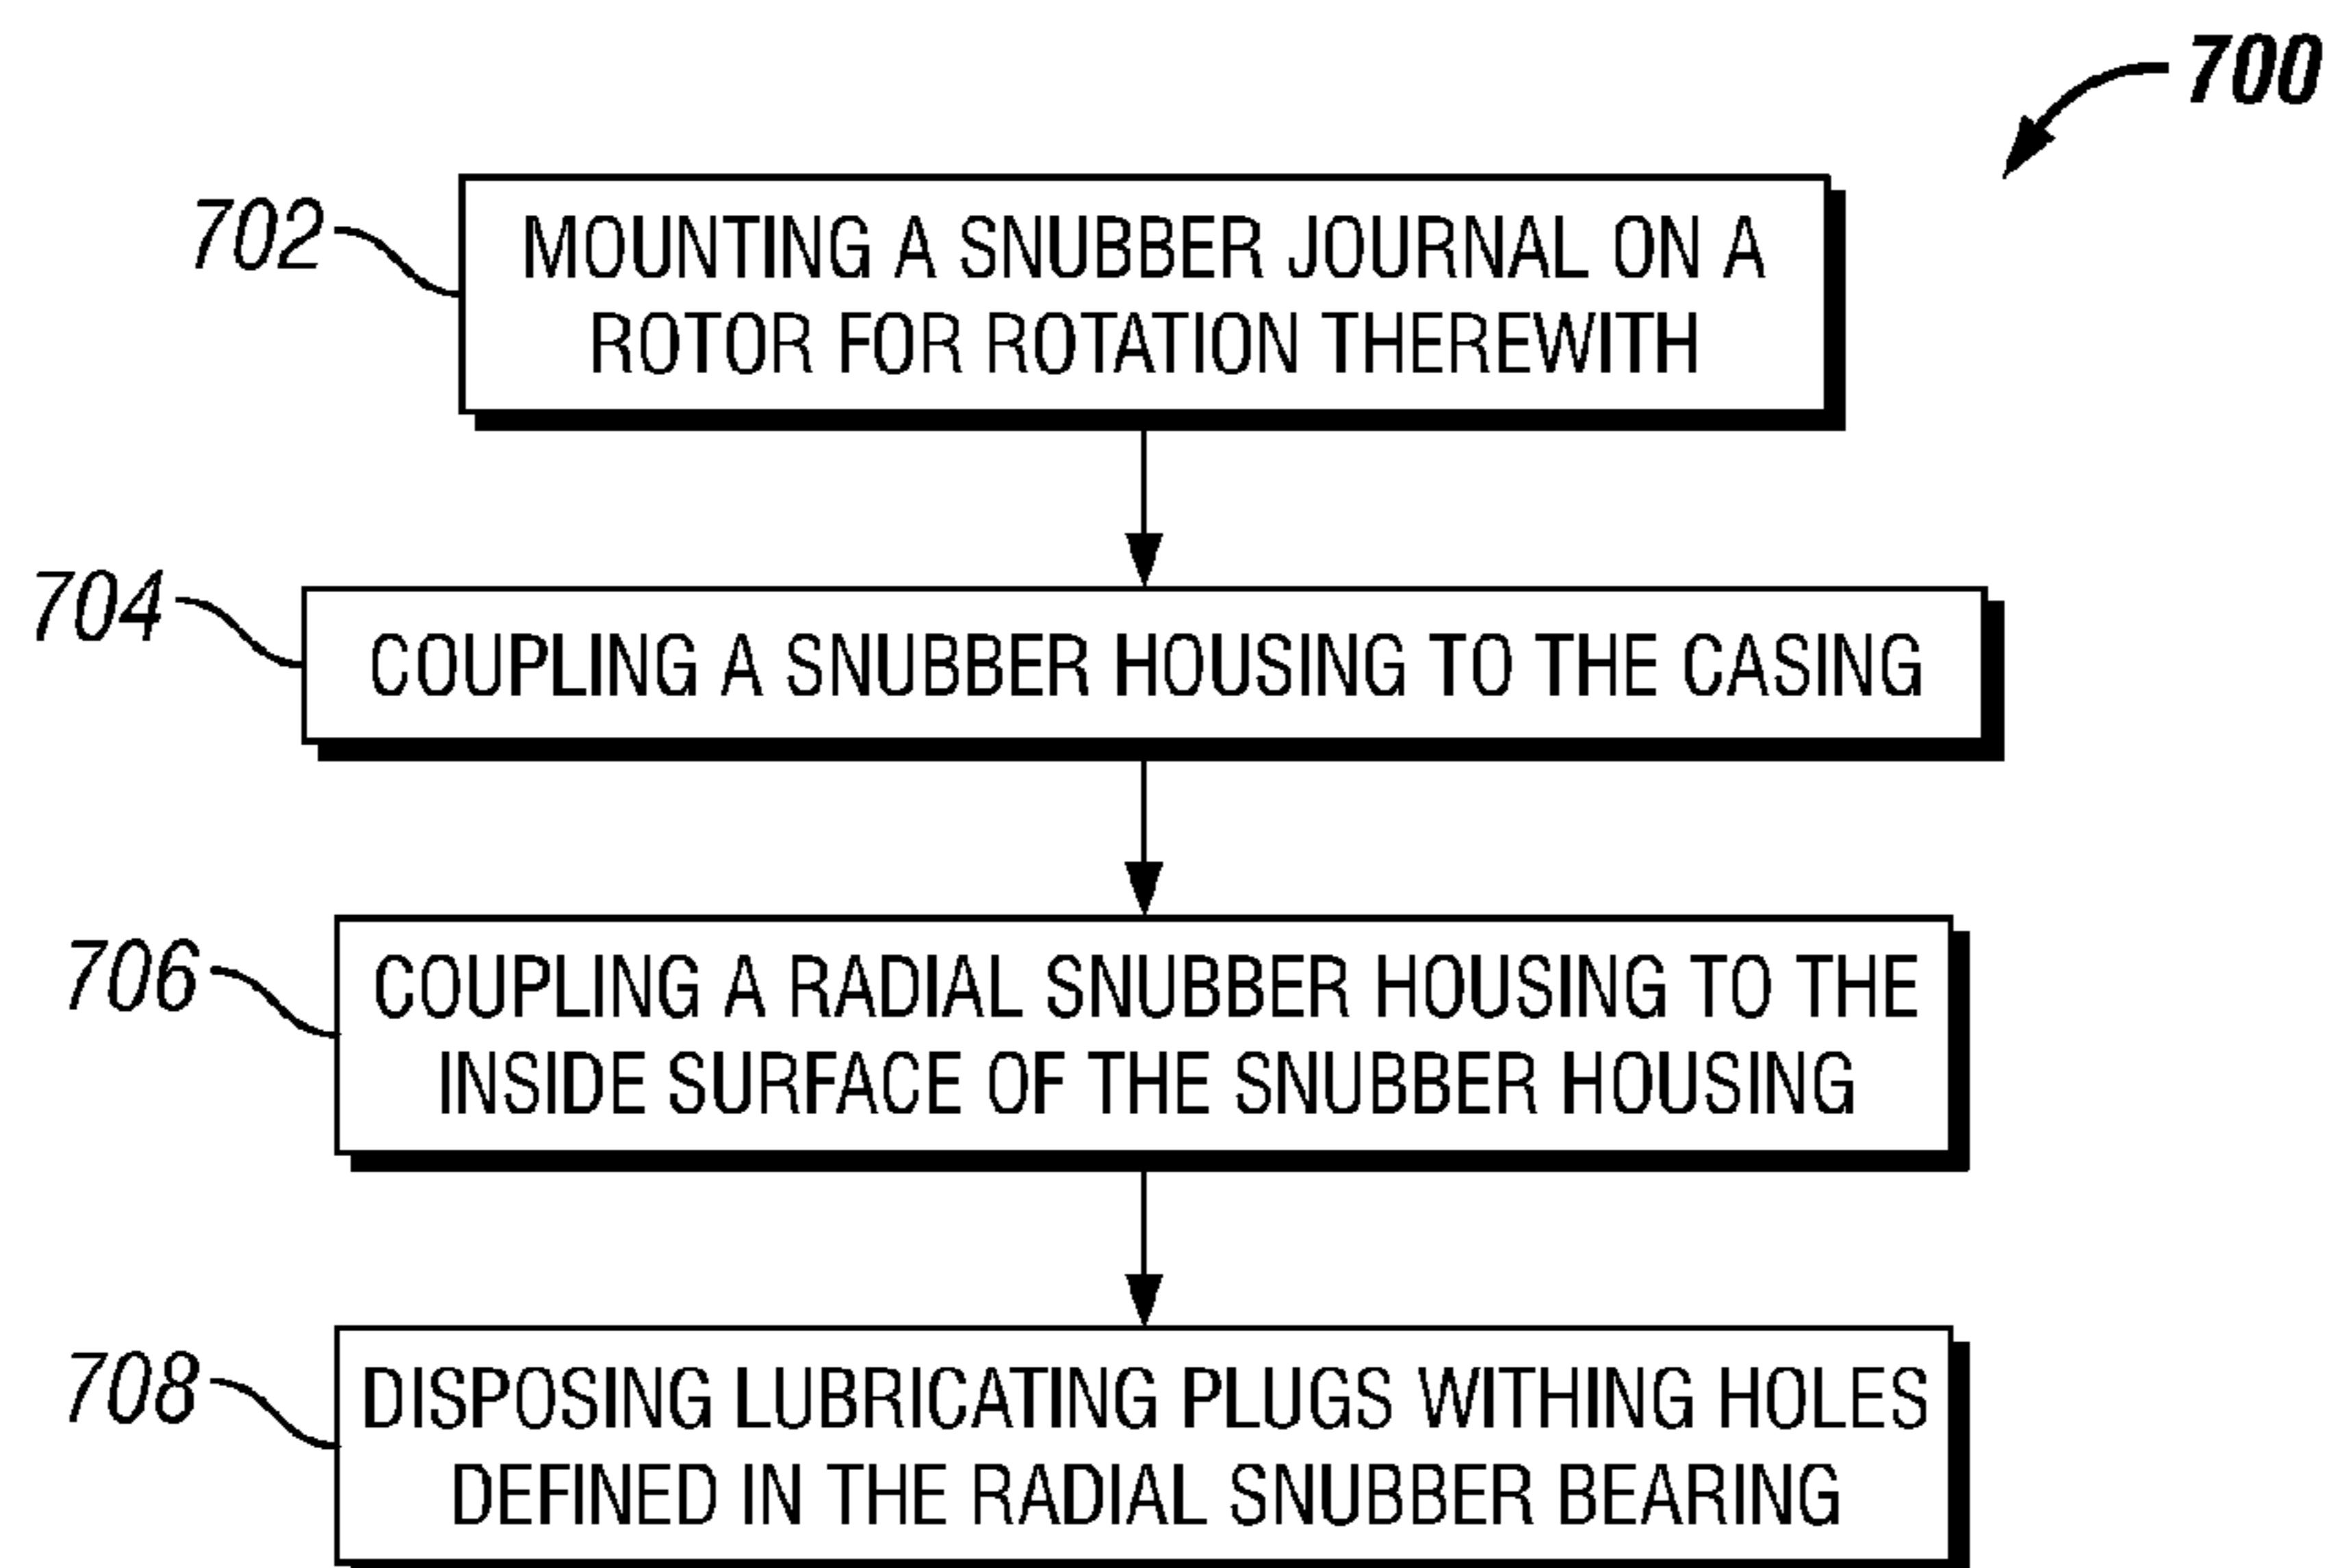 700
702
MOUNTING A SNUBBER JOURNAL ON A
ROTOR FOR ROTATION THEREWITH
704
COUPLING A SNUBBER HOUSING TO THE CASING
706
COUPLING A RADIAL SNUBBER HOUSING TO THE
INSIDE SURFACE OF THE SNUBBER HOUSING
708
DISPOSING LUBRICATING PLUGS WITHING HOLES
DEFINED IN THE RADIAL SNUBBER BEARING